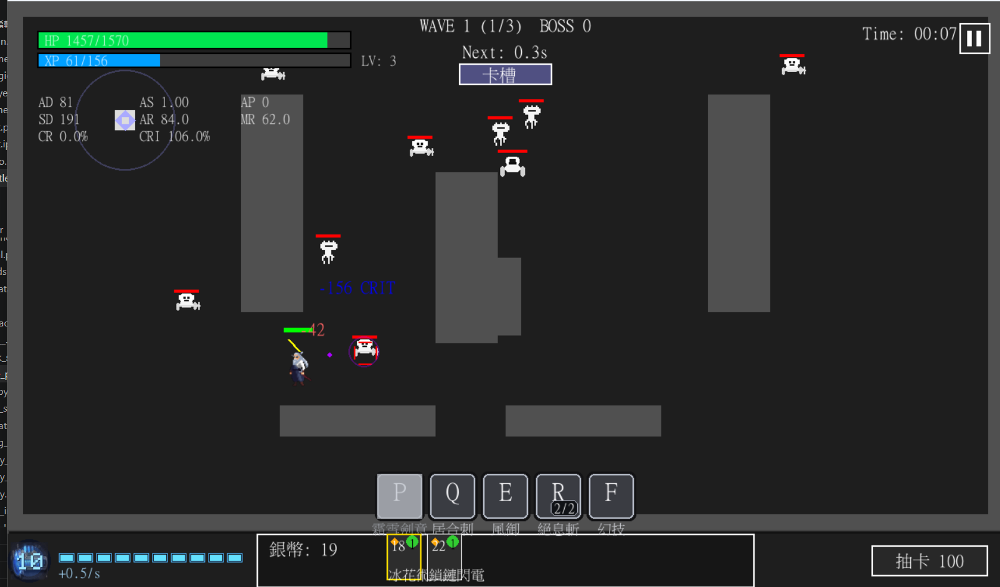 WAVE 1 (1/3) BOSS 0
Time: 00:07
HP 1457/1570
XP 61/156
LV: 3
Next: 0.3s
卡槽
AD 81 AS 1.00 AP 0
SD 191 AR 84.0 MR 62.0
CR 0.0% CRI 106.0%
-156 CRIT
-42
P Q E R F
2/2
霜雪劍意 居合刺 風御 絕息斬 幻技
10
+0.5/s
銀幣: 19
18 1 22 1
冰花術 鎖鏈閃電
抽卡 100